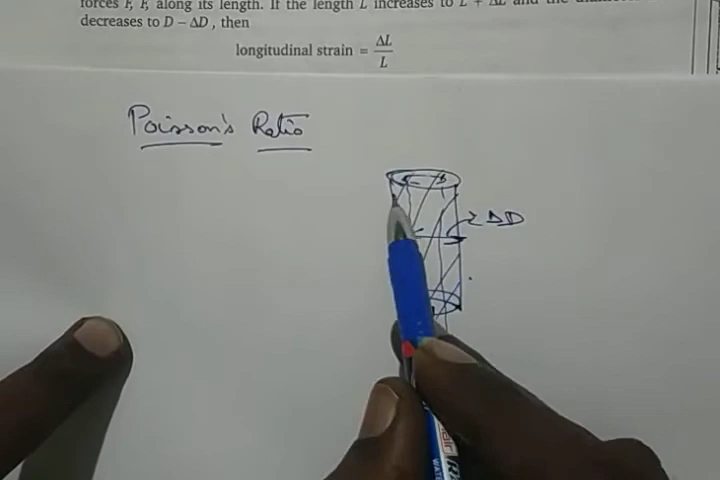 forces F, F, along its length. If the length L increases to L + ΔL and the
decreases to D – ΔD, then
longitudinal strain = ΔL/L
Poisson's Ratio
ΔD